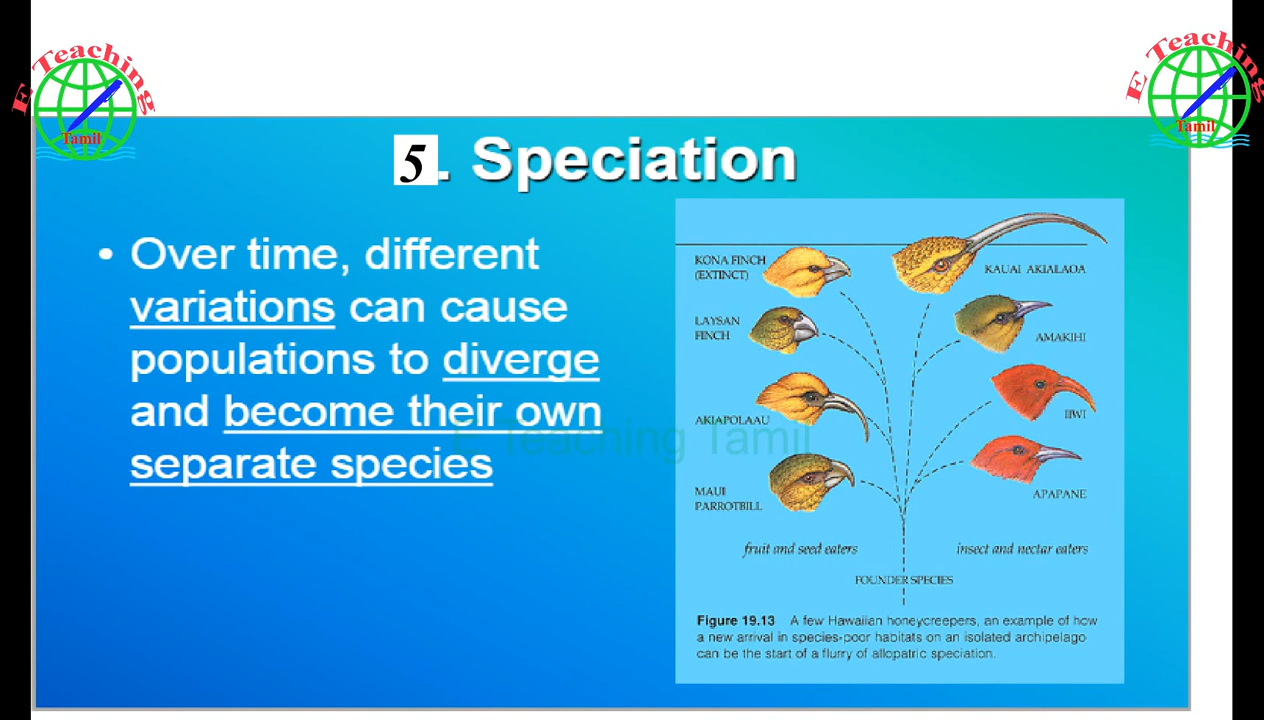 E Teaching
Tamil
E Teaching
Tamil
5. Speciation
• Over time, different
variations can cause
populations to diverge
and become their own
separate species
E Teaching Tamil
KONA FINCH
(EXTINCT)
KAUAI AKIALAOA
LAYSAN
FINCH
AMAKIHI
AKIAPOLAAU
IIWI
MAUI
PARROTBILL
APAPANE
fruit and seed eaters
insect and nectar eaters
FOUNDER SPECIES
Figure 19.13 A few Hawaiian honeycreepers, an example of how
a new arrival in species-poor habitats on an isolated archipelago
can be the start of a flurry of allopatric speciation.